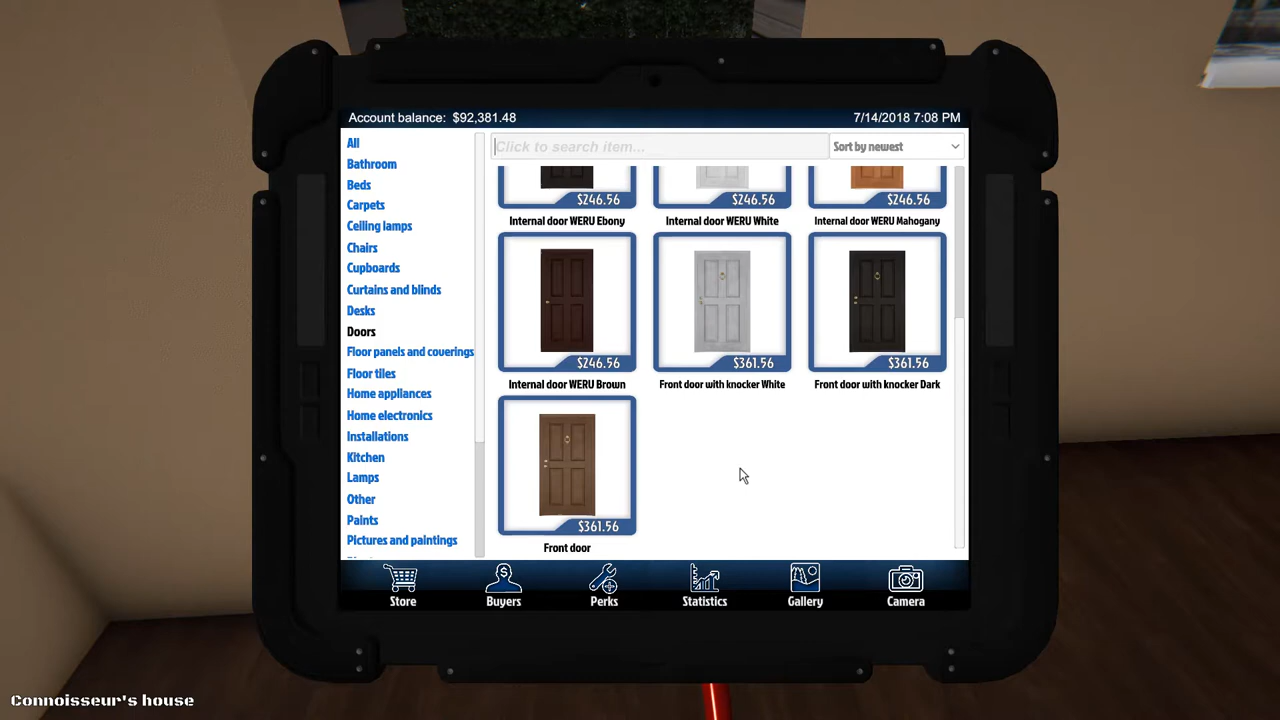 Account balance: $92,381.48
7/14/2018 7:08 PM
All
Bathroom
Beds
Carpets
Ceiling lamps
Chairs
Cupboards
Curtains and blinds
Desks
Doors
Floor panels and coverings
Floor tiles
Home appliances
Home electronics
Installations
Kitchen
Lamps
Other
Paints
Pictures and paintings
Click to search item...
Sort by newest
$246.56
$246.56
$246.56
Internal door WERU Ebony
Internal door WERU White
Internal door WERU Mahogany
$246.56
$361.56
$361.56
Internal door WERU Brown
Front door with knocker White
Front door with knocker Dark
$361.56
Front door
Store
Buyers
Perks
Statistics
Gallery
Camera
Connoisseur's house